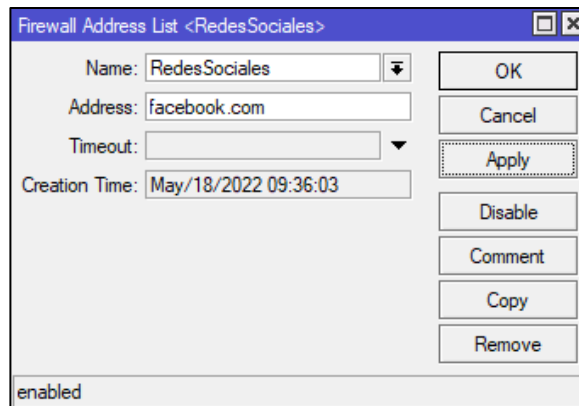 Firewall Address List <RedesSociales>
Name: RedesSociales
Address: facebook.com
Timeout:
Creation Time: May/18/2022 09:36:03
OK
Cancel
Apply
Disable
Comment
Copy
Remove
enabled